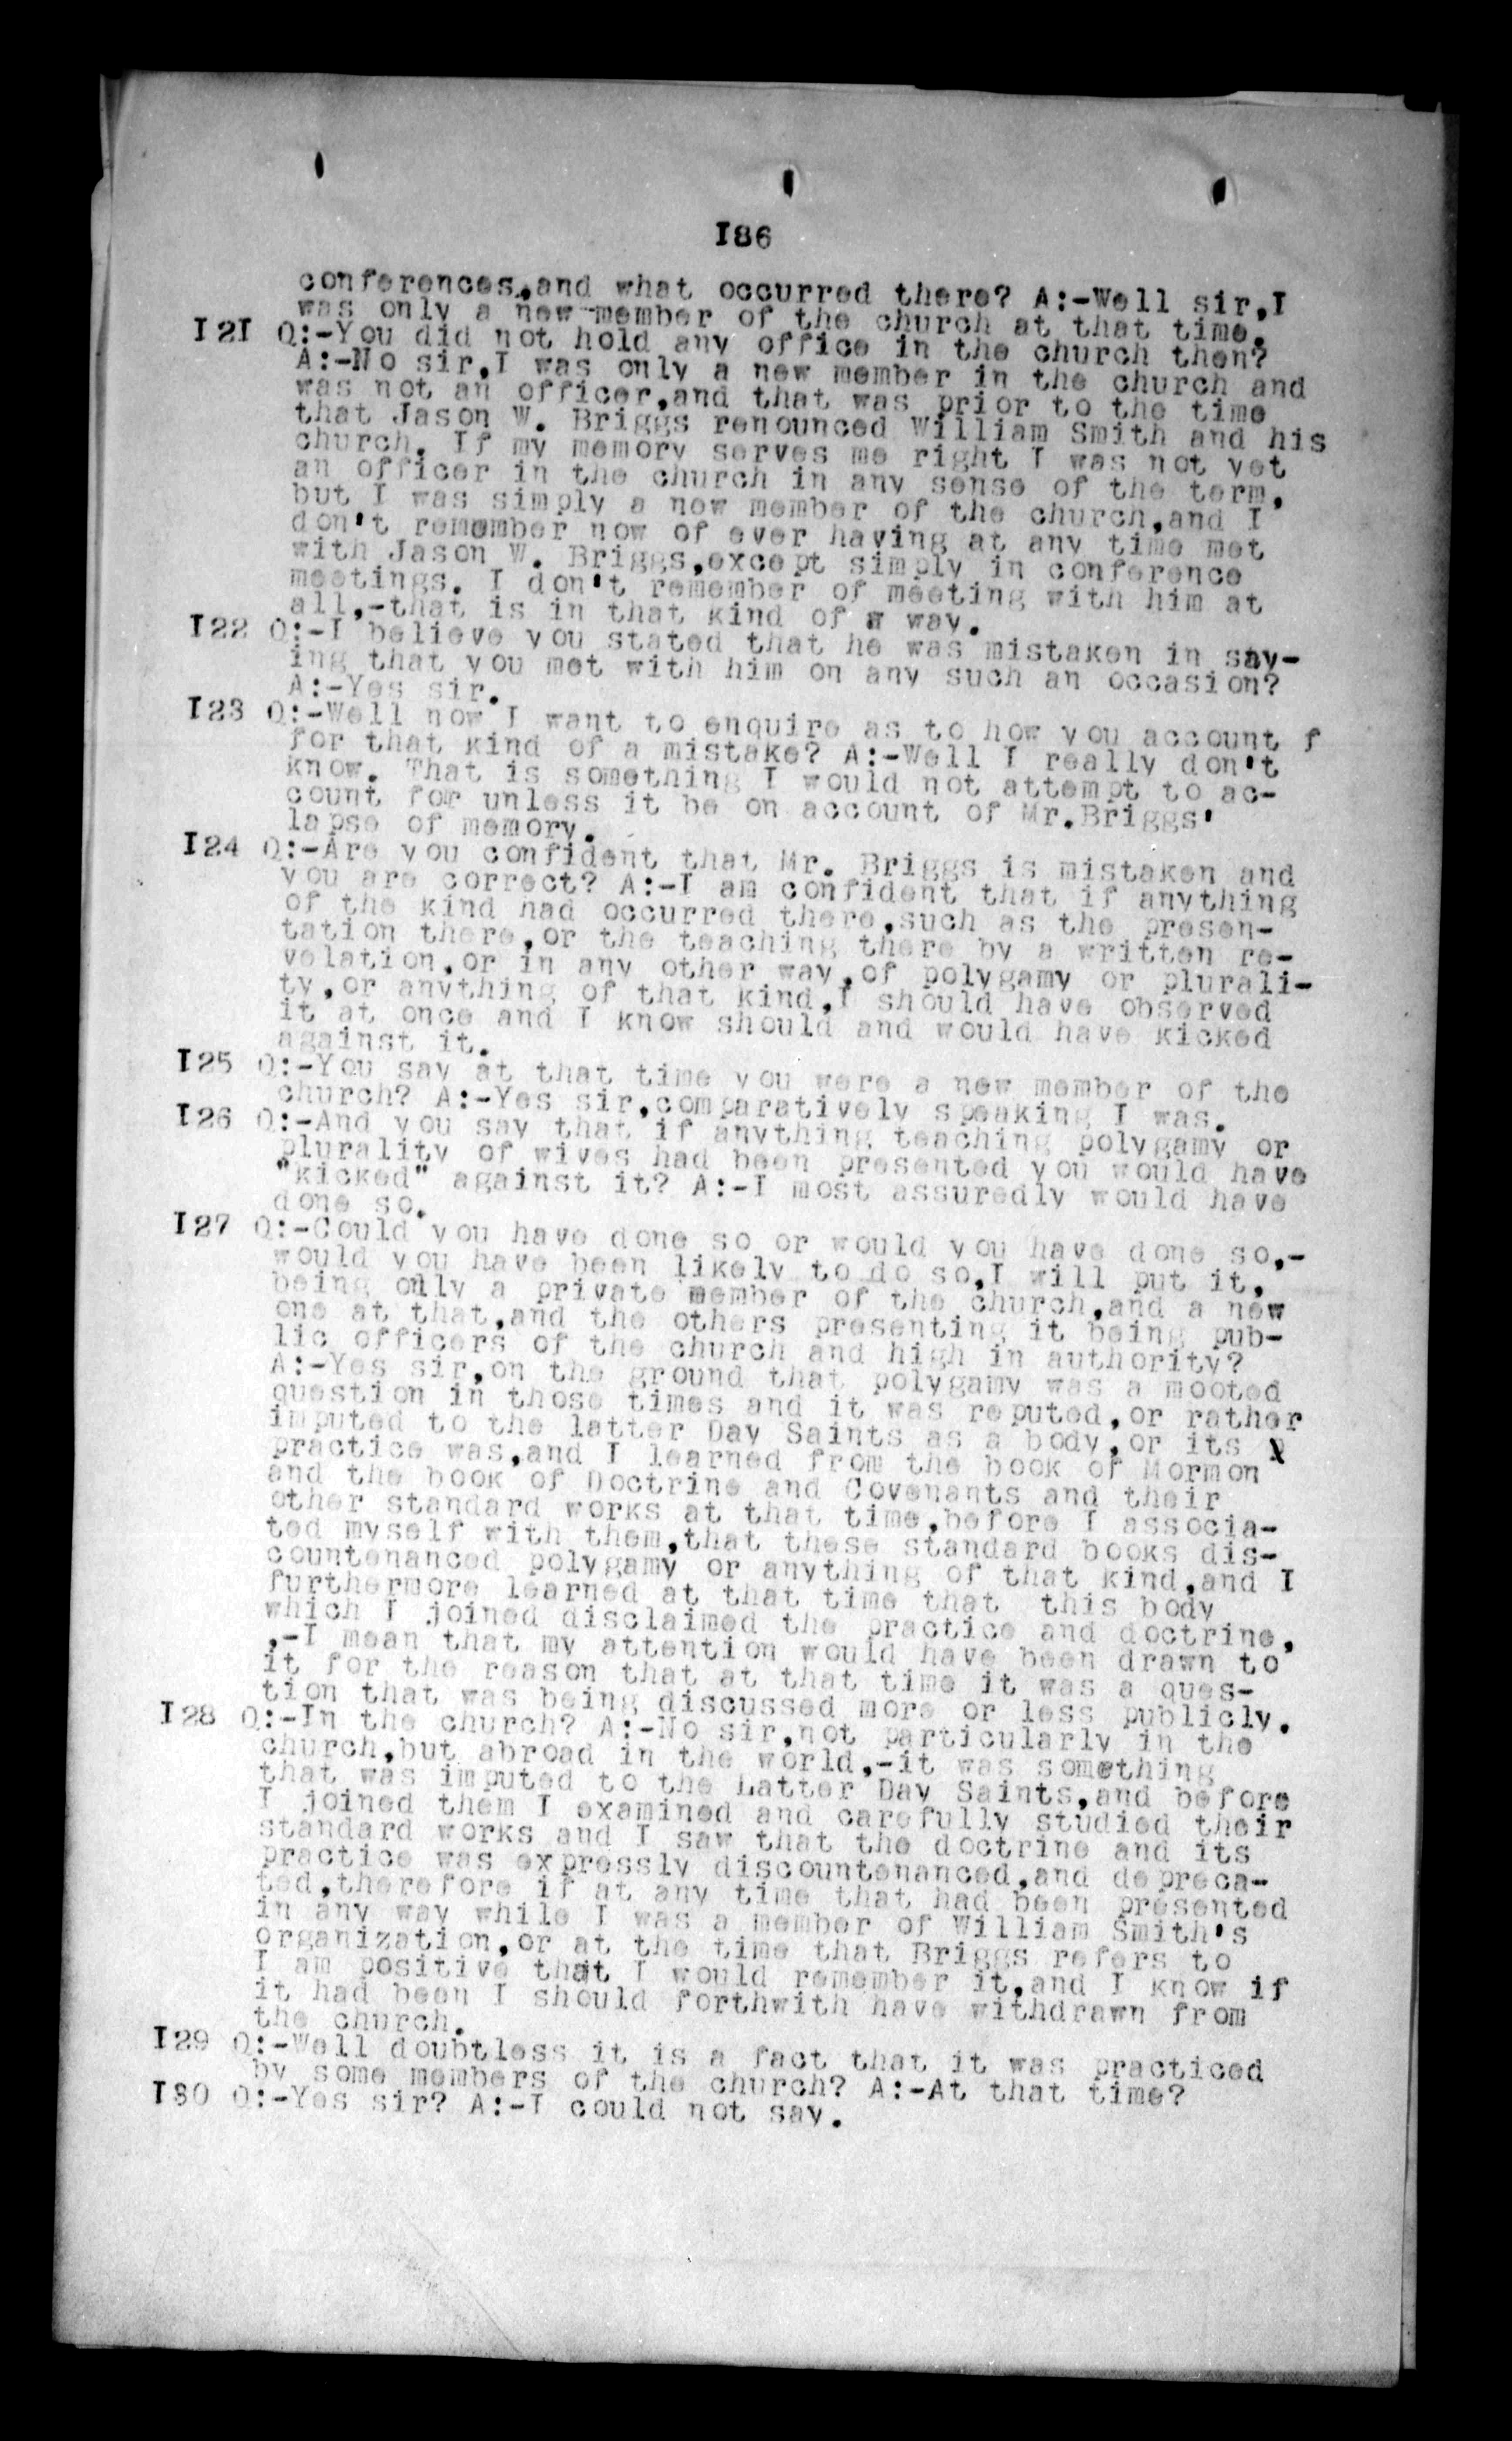 I86
conferences,and what occurred there? A:-Well sir,I
was only a new member of the church at that time.
I2I Q:-You did not hold any office in the church then?
A:-No sir,I was only a new member in the church and
was not an officer,and that was prior to the time
that Jason W. Briggs renounced William Smith and his
church. If my memory serves me right I was not yet
an officer in the church in any sense of the term,
but I was simply a new member of the church,and I
don't remember now of ever having at any time met
with Jason W. Briggs,except simply in conference
meetings. I don't remember of meeting with him at
all,-that is in that kind of a way.
I22 Q:-I believe you stated that he was mistaken in say-
ing that you met with him on any such an occasion?
A:-Yes sir.
I23 Q:-Well now I want to enquire as to how you account f
for that kind of a mistake? A:-Well I really don't
know. That is something I would not attempt to ac-
count for unless it be on account of Mr.Briggs'
lapse of memory.
I24 Q:-Are you confident that Mr. Briggs is mistaken and
you are correct? A:-I am confident that if anything
of the kind had occurred there,such as the presen-
tation there,or the teaching there by a written re-
velation,or in any other way,of polygamy or plurali-
ty,or anything of that kind,I should have observed
it at once and I know should and would have kicked
against it.
I25 Q:-You say at that time you were a new member of the
church? A:-Yes sir,comparatively speaking I was.
I26 Q:-And you say that if anything teaching polygamy or
plurality of wives had been presented you would have
"kicked" against it? A:-I most assuredly would have
done so.
I27 Q:-Could you have done so or would you have done so,-
would you have been likely to do so,I will put it,
being only a private member of the church,and a new
one at that,and the others presenting it being pub-
lic officers of the church and high in authority?
A:-Yes sir,on the ground that polygamy was a mooted
question in those times and it was reputed,or rather
imputed to the latter Day Saints as a body,or its
practice was,and I learned from the book of Mormon
and the book of Doctrine and Covenants and their
other standard works at that time,before I associa-
ted myself with them,that these standard books dis-
countenanced polygamy or anything of that kind,and I
furthermore learned at that time that this body
which I joined disclaimed the practice and doctrine,
,-I mean that my attention would have been drawn to
it for the reason that at that time it was a ques-
tion that was being discussed more or less publicly.
I28 Q:-In the church? A:-No sir,not particularly in the
church,but abroad in the world,-it was something
that was imputed to the Latter Day Saints,and before
I joined them I examined and carefully studied their
standard works and I saw that the doctrine and its
practice was expressly discountenanced,and depreca-
ted,therefore if at any time that had been presented
in any way while I was a member of William Smith's
organization,or at the time that Briggs refers to
I am positive that I would remember it,and I know if
it had been I should forthwith have withdrawn from
the church.
I29 Q:-Well doubtless it is a fact that it was practiced
by some members of the church? A:-At that time?
I30 Q:-Yes sir? A:-I could not say.